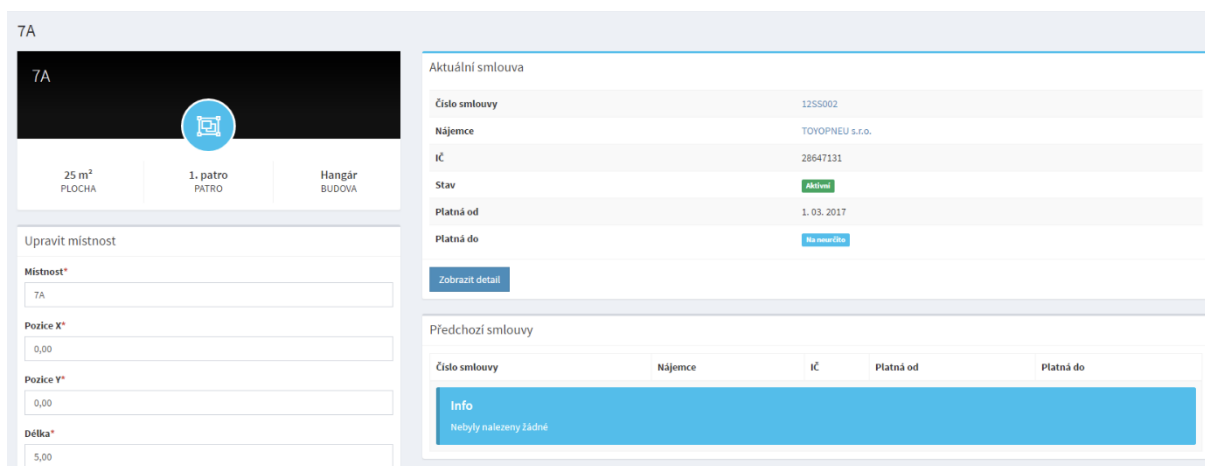 7A
7A
25 m²
PLOCHA
1. patro
PATRO
Hangár
BUDOVA
Upravit místnost
Místnost*
7A
Pozice X*
0,00
Pozice Y*
0,00
Délka*
5,00
Aktuální smlouva
Číslo smlouvy 12SS002
Nájemce TOYOPNEU s.r.o.
IČ 28647131
Stav Aktivní
Platná od 1. 03. 2017
Platná do Na neurčito
Zobrazit detail
Předchozí smlouvy
Číslo smlouvy Nájemce IČ Platná od Platná do
Info
Nebyly nalezeny žádné